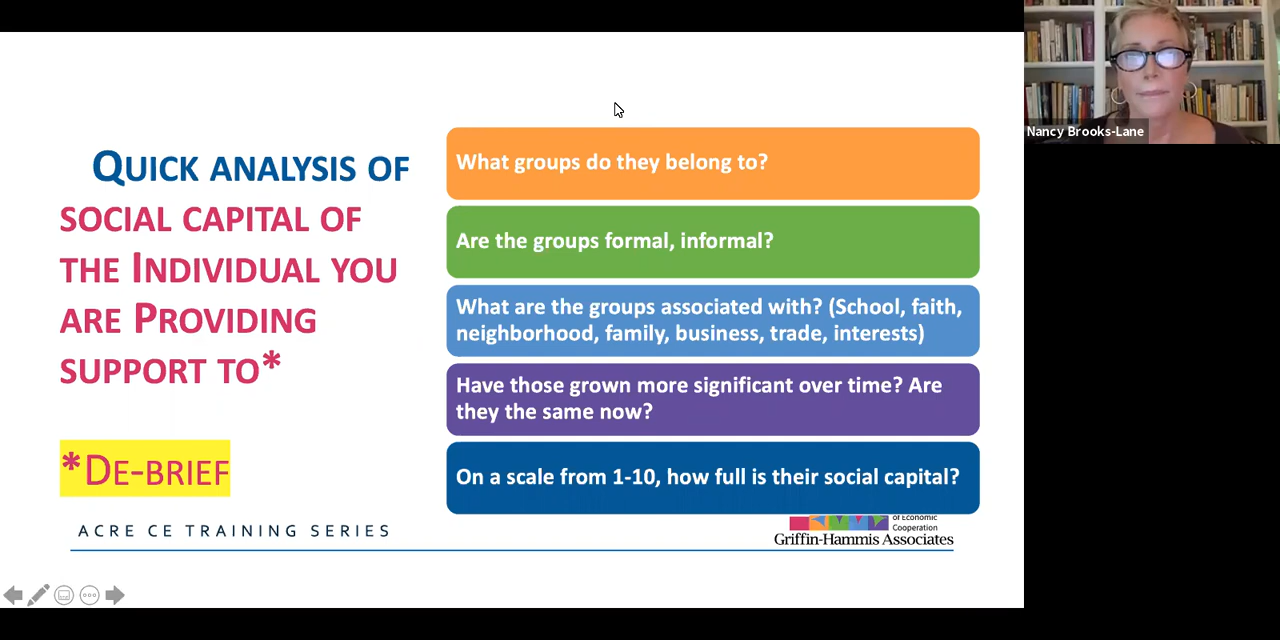 Nancy Brooks-Lane
QUICK ANALYSIS OF
SOCIAL CAPITAL OF
THE INDIVIDUAL YOU
ARE PROVIDING
SUPPORT TO*
*DE-BRIEF
What groups do they belong to?
Are the groups formal, informal?
What are the groups associated with? (School, faith,
neighborhood, family, business, trade, interests)
Have those grown more significant over time? Are
they the same now?
On a scale from 1-10, how full is their social capital?
ACRE CE TRAINING SERIES
of Economic
Cooperation
Griffin-Hammis Associates